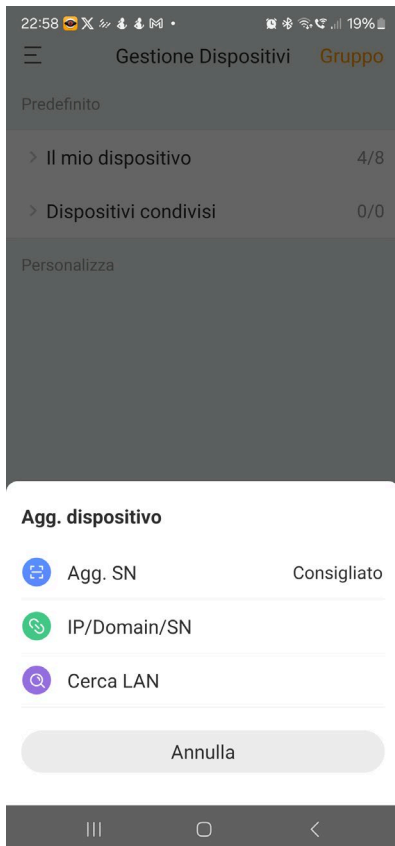 22:58 19%
Gestione Dispositivi Gruppo
Predefinito
Il mio dispositivo 4/8
Dispositivi condivisi 0/0
Personalizza
Agg. dispositivo
Agg. SN Consigliato
IP/Domain/SN
Cerca LAN
Annulla